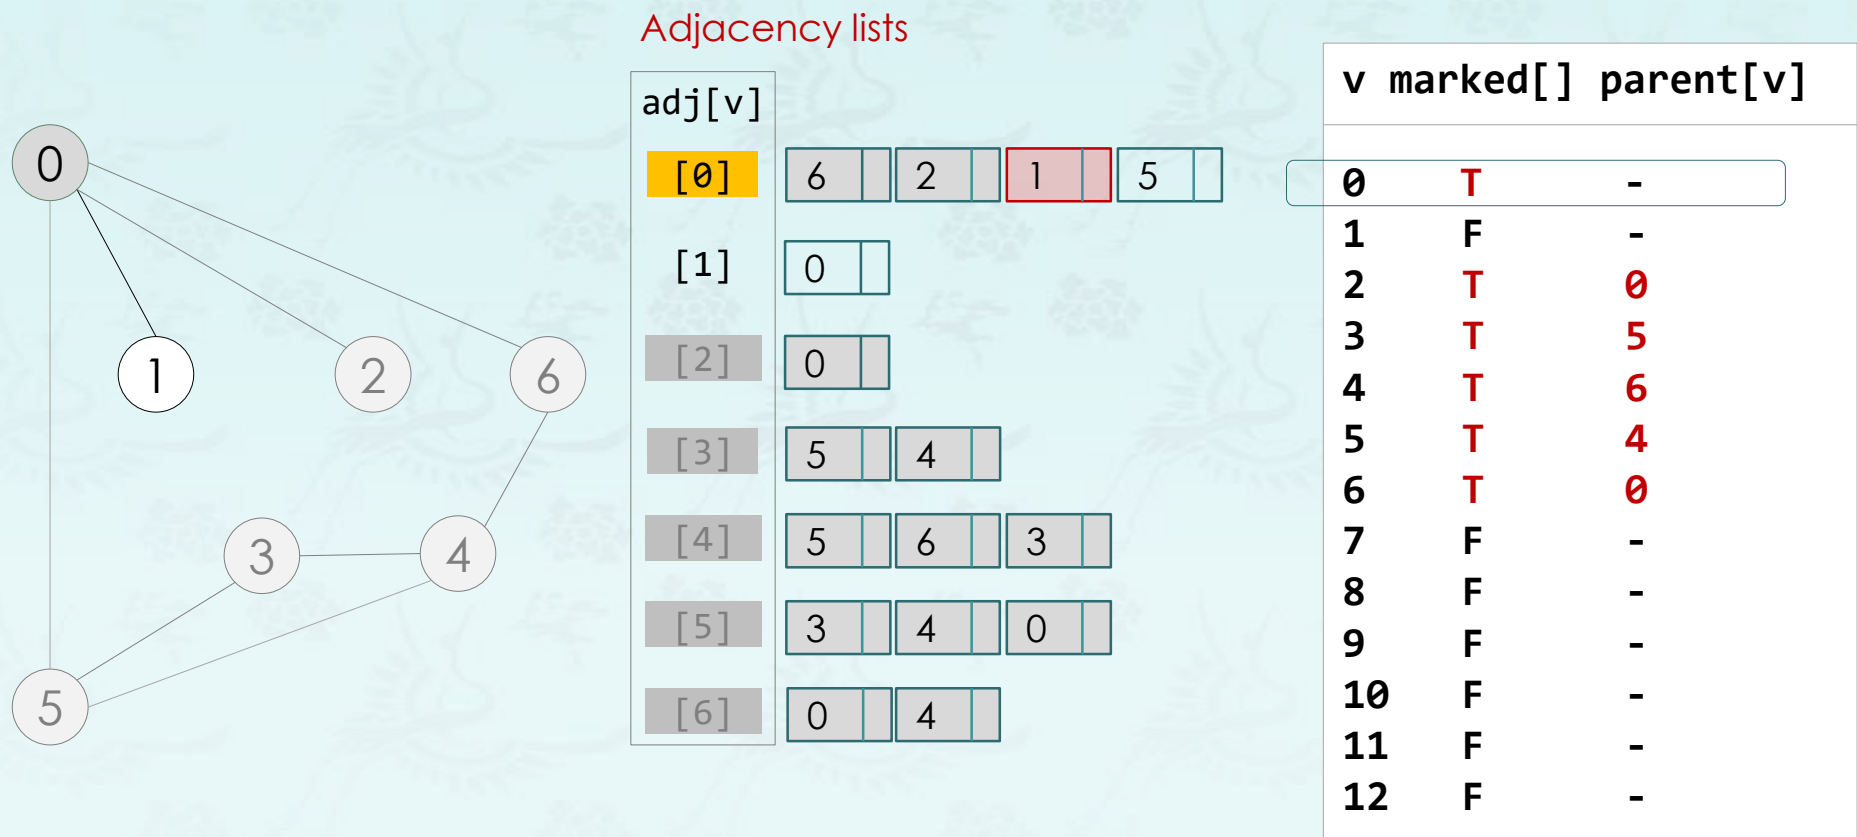 Adjacency lists
adj[v]
[0] 6 2 1 5
[1] 0
[2] 0
[3] 5 4
[4] 5 6 3
[5] 3 4 0
[6] 0 4
0
1 2 6
3 4
5
v marked[] parent[v]
0 T -
1 F -
2 T 0
3 T 5
4 T 6
5 T 4
6 T 0
7 F -
8 F -
9 F -
10 F -
11 F -
12 F -